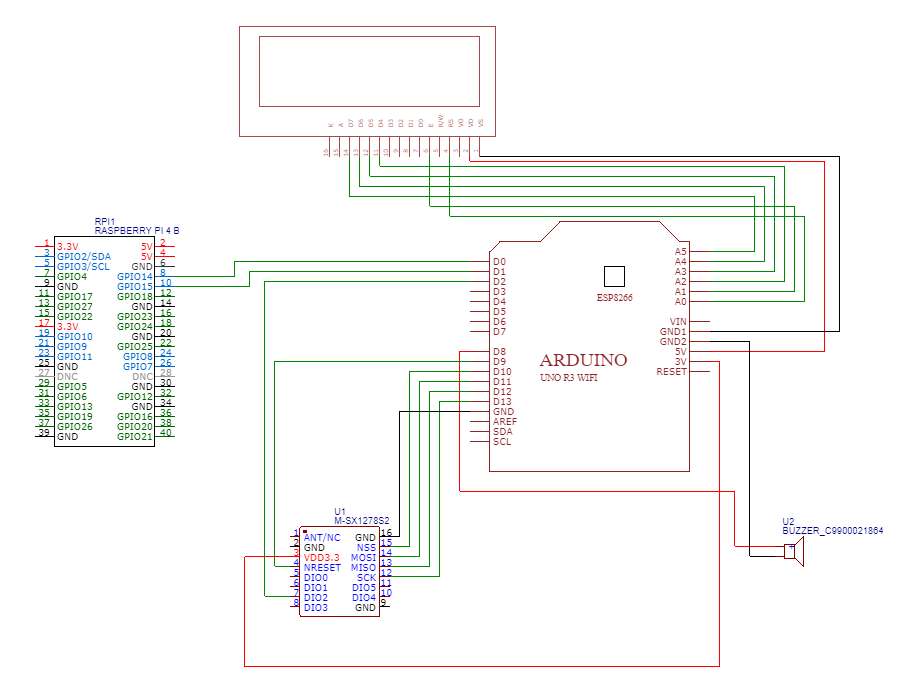 K A D7 D6 D5 D4 D3 D2 D1 D0 E R/W RS VO VD VS
16 15 14 13 12 11 10 9 8 7 6 5 4 3 2 1
RPI1
RASPBERRY PI 4 B
1 3.3V 5V 2
3 GPIO2/SDA 5V 4
5 GPIO3/SCL GND 6
7 GPIO4 GPIO14 8
9 GND GPIO15 10
11 GPIO17 GPIO18 12
13 GPIO27 GND 14
15 GPIO22 GPIO23 16
17 3.3V GPIO24 18
19 GPIO10 GND 20
21 GPIO9 GPIO25 22
23 GPIO11 GPIO8 24
25 GND GPIO7 26
27 DNC DNC 28
29 GPIO5 GND 30
31 GPIO6 GPIO12 32
33 GPIO13 GND 34
35 GPIO19 GPIO16 36
37 GPIO26 GPIO20 38
39 GND GPIO21 40
D0
D1
D2
D3
D4
D5
D6
D7
D8
D9
D10
D11
D12
D13
GND
AREF
SDA
SCL
ESP8266
ARDUINO
UNO R3 WIFI
A5
A4
A3
A2
A1
A0
VIN
GND1
GND2
5V
3V
RESET
U1
M-SX1278S2
1 ANT/NC GND 16
2 GND NSS 15
3 VDD3.3 MOSI 14
4 NRESET MISO 13
5 DIO0 SCK 12
6 DIO1 DIO5 11
7 DIO2 DIO4 10
8 DIO3 GND 9
U2
BUZZER_C9900021864
+